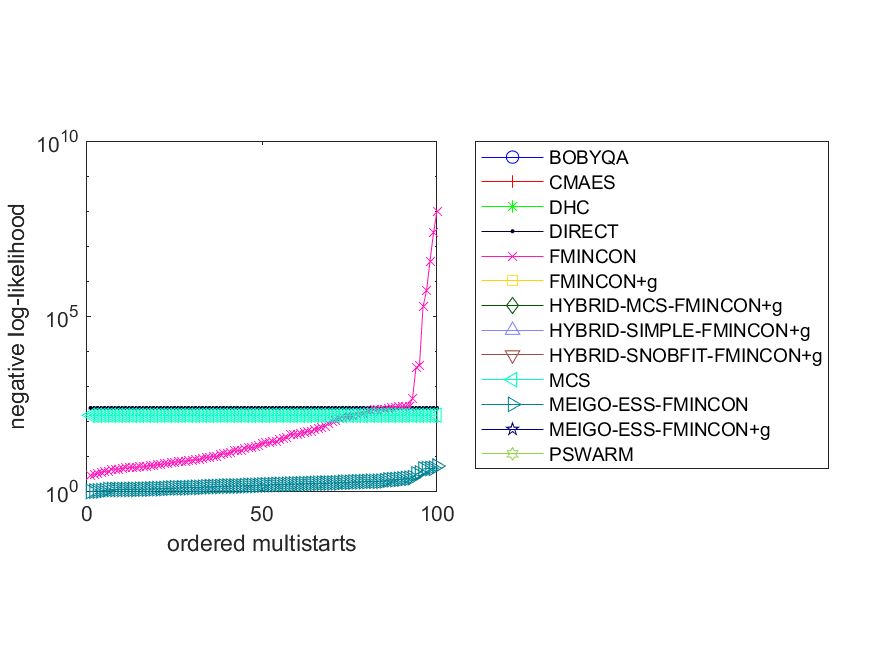 10^10
10^5
10^0
negative log-likelihood
0
50
100
ordered multistarts
BOBYQA
CMAES
DHC
DIRECT
FMINCON
FMINCON+g
HYBRID-MCS-FMINCON+g
HYBRID-SIMPLE-FMINCON+g
HYBRID-SNOBFIT-FMINCON+g
MCS
MEIGO-ESS-FMINCON
MEIGO-ESS-FMINCON+g
PSWARM